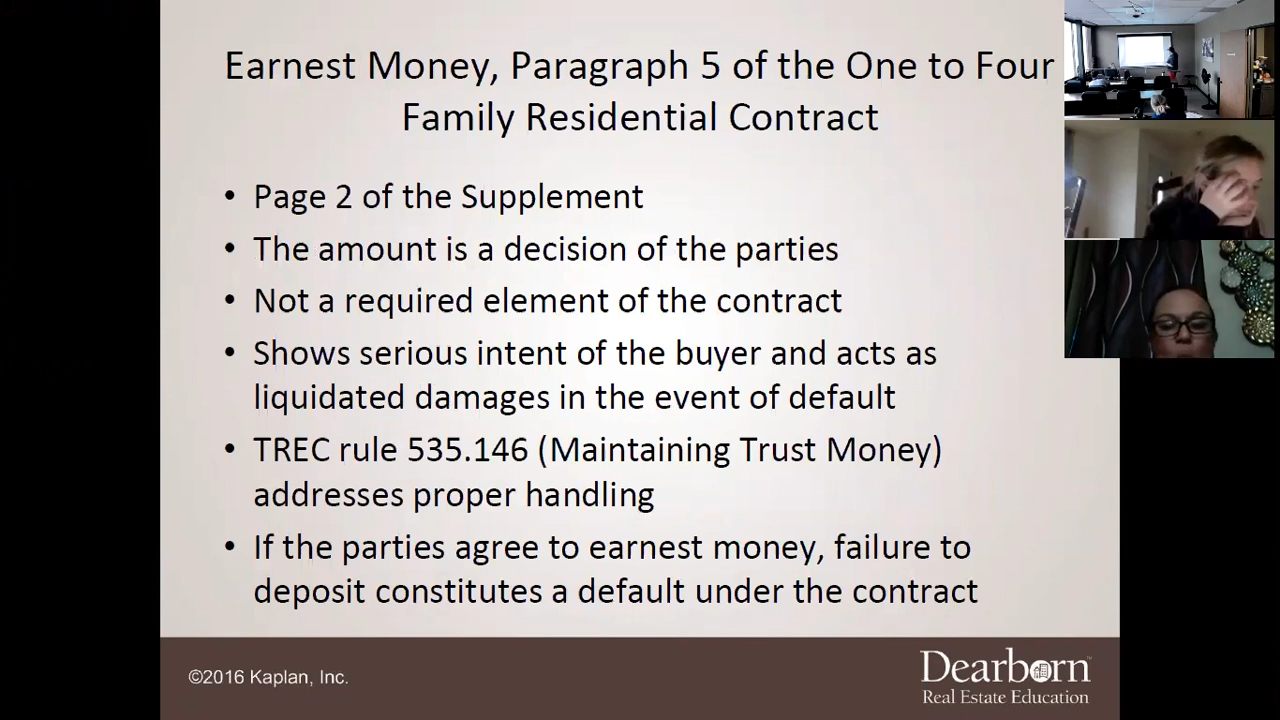 Earnest Money, Paragraph 5 of the One to Four
Family Residential Contract
• Page 2 of the Supplement
• The amount is a decision of the parties
• Not a required element of the contract
• Shows serious intent of the buyer and acts as
liquidated damages in the event of default
• TREC rule 535.146 (Maintaining Trust Money)
addresses proper handling
• If the parties agree to earnest money, failure to
deposit constitutes a default under the contract
©2016 Kaplan, Inc.
Dearborn™
Real Estate Education